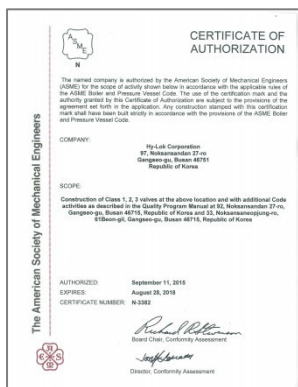 ASME
N
CERTIFICATE OF
AUTHORIZATION
The named company is authorized by the American Society of Mechanical Engineers
(ASME) for the scope of activity shown below in accordance with the applicable rules of
the ASME Boiler and Pressure Vessel Code. The use of the certification mark and the
authority granted by this Certificate of Authorization are subject to the provisions of the
agreement set forth in the application. Any construction stamped with this certification
mark shall have been built strictly in accordance with the provisions of the ASME Boiler
and Pressure Vessel Code.
COMPANY:
Hy-Lok Corporation
97, Noksansandan 27-ro
Gangseo-gu, Busan 46751
Republic of Korea
SCOPE:
Construction of Class 1, 2, 3 valves at the above location and with additional Code
activities as described in the Quality Program Manual at 92, Noksansandan 27-ro,
Gangseo-gu, Busan 46715, Republic of Korea and 33, Noksansaneopjung-ro,
91Beon-gil, Gangseo-gu, Busan 46715, Republic of Korea
AUTHORIZED: September 11, 2015
EXPIRES: August 28, 2018
CERTIFICATE NUMBER: N-3382
Board Chair, Conformity Assessment
Director, Conformity Assessment
The American Society of Mechanical Engineers